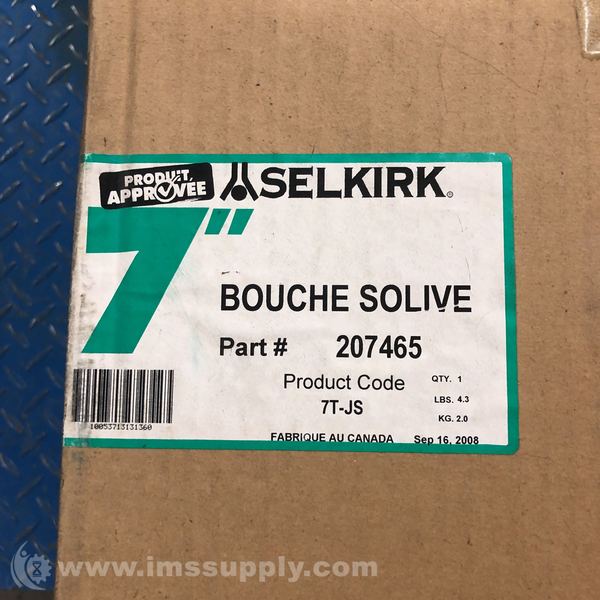 PRODUIT APPROVÉE
SELKIRK®
7"
BOUCHE SOLIVE
Part # 207465
Product Code QTY. 1
7T-JS LBS. 4.3
KG. 2.0
10053713131360
FABRIQUE AU CANADA Sep 16, 2008
www.imssupply.com